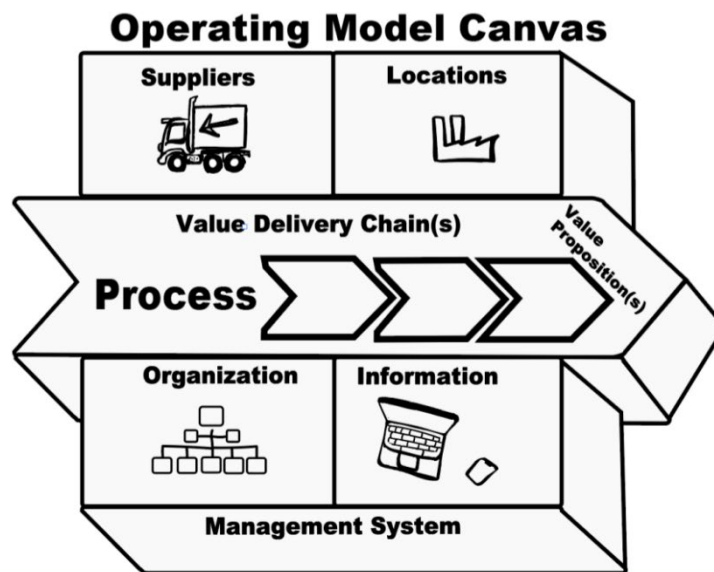 Operating Model Canvas
Suppliers
Locations
Value Delivery Chain(s)
Value
Proposition(s)
Process
Organization
Information
Management System